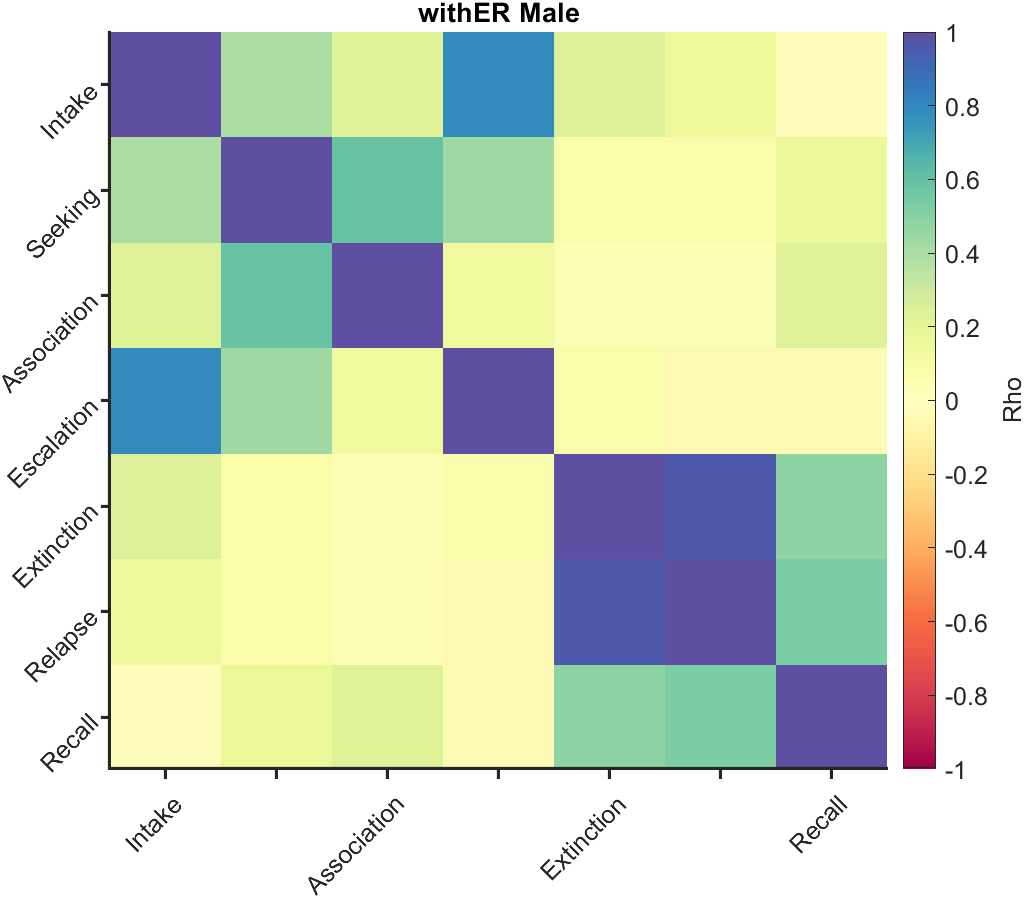 withER Male
Intake
Seeking
Association
Escalation
Extinction
Relapse
Recall
Intake
Association
Extinction
Recall
1
0.8
0.6
0.4
0.2
0
-0.2
-0.4
-0.6
-0.8
-1
Rho